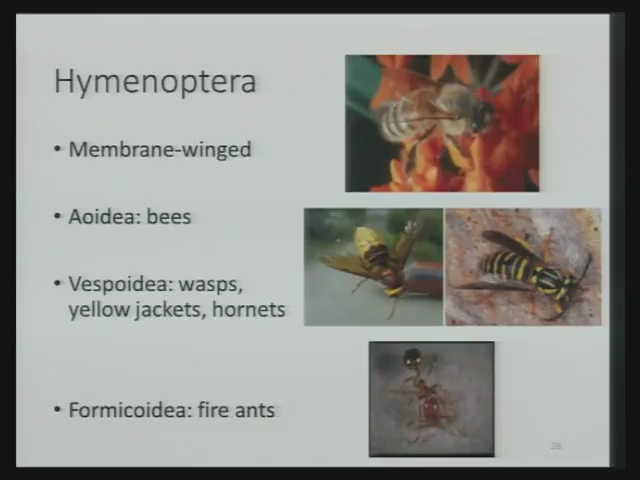 Hymenoptera
• Membrane-winged
• Aoidea: bees
• Vespoidea: wasps,
yellow jackets, hornets
• Formicoidea: fire ants
26